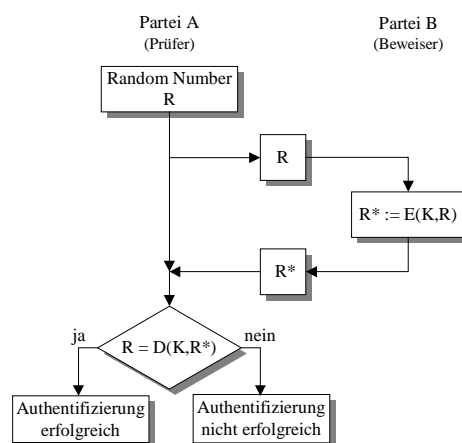 Partei A
(Prüfer)
Partei B
(Beweiser)
Random Number
R
R
R* := E(K,R)
R*
R = D(K,R*)
ja
nein
Authentifizierung
erfolgreich
Authentifizierung
nicht erfolgreich